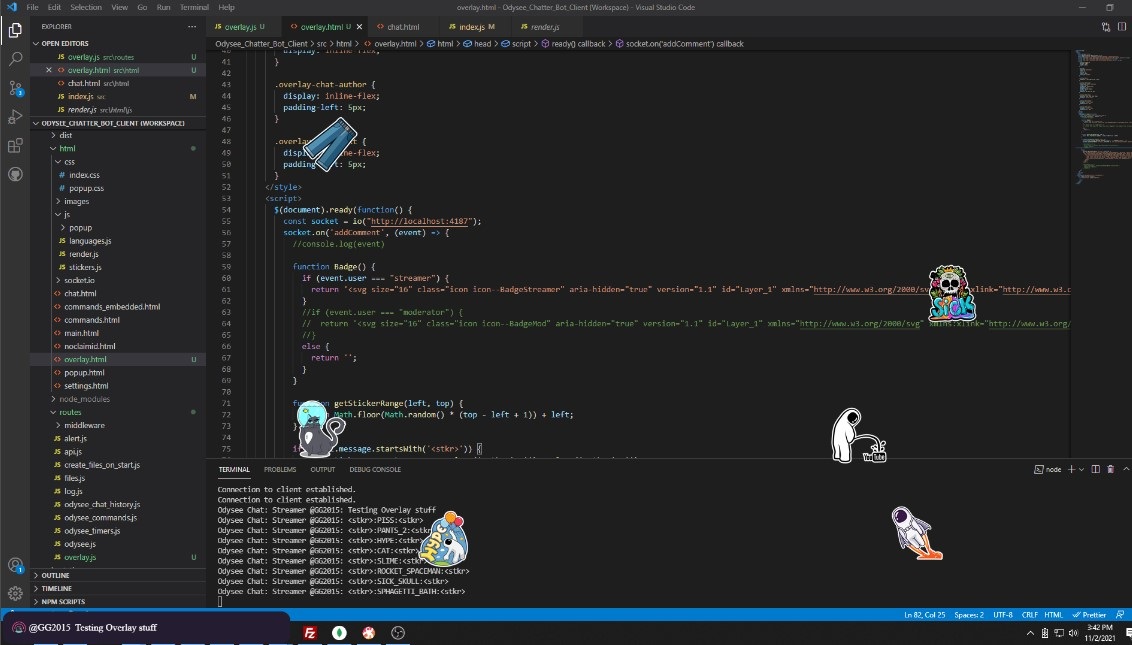 File Edit Selection View Go Run Terminal Help
overlay.html - Odysee_Chatter_Bot_Client (Workspace) - Visual Studio Code
EXPLORER
OPEN EDITORS
overlay.js src\routes U
overlay.html src\html U
chat.html src\html
index.js src M
render.js src\html\js
ODYSEE_CHATTER_BOT_CLIENT (WORKSPACE)
dist
html
css
index.css
popup.css
images
js
popup
languages.js
render.js
stickers.js
socket.io
chat.html
commands_embedded.html
commands.html
main.html
noclaimid.html
overlay.html U
popup.html
settings.html
node_modules
routes
middleware
alert.js
api.js
create_files_on_start.js
files.js
log.js
odysee_chat_history.js
odysee_commands.js
odysee_timers.js
odysee.js
overlay.js U
OUTLINE
TIMELINE
NPM SCRIPTS
overlay.js U
overlay.html U
chat.html
index.js M
render.js
Odysee_Chatter_Bot_Client > src > html > overlay.html > html > head > script > ready() callback > socket.on('addComment') callback
41 }
42
43 .overlay-chat-author {
44 display: inline-flex;
45 padding-left: 5px;
46 }
47
48 {
49 -flex;
50 5px;
51 }
52 </style>
53 <script>
54 $(document).ready(function() {
55 const socket = io("http://localhost:4187");
56 socket.on('addComment', (event) => {
57 //console.log(event)
58
59 function Badge() {
60 if (event.user === "streamer") {
61 return '<svg size="16" class="icon icon--BadgeStreamer" aria-hidden="true" version="1.1" id="Layer_1" xmlns="http://www.w3.org/2000/ xlink="http://www.w3.o
62 }
63 //if (event.user === "moderator") {
64 // return '<svg size="16" class="icon icon--BadgeMod" aria-hidden="true" version="1.1" id="Layer_1" xmlns="http://www.w3.org/2000/svg" xmlns:xlink="http://www.w3.org/
65 //}
66 else {
67 return '';
68 }
69 }
70
71 getStickerRange(left, top) {
72 Math.floor(Math.random() * (top - left + 1)) + left;
73 }
74
75 .message.startsWith('<stkr>')) {
SICK
You Tube
HYPE
TERMINAL PROBLEMS OUTPUT DEBUG CONSOLE
node
Connection to client established.
Connection to client established.
Odysee Chat: Streamer @GG2015: Testing Overlay stuff
Odysee Chat: Streamer @GG2015: <stkr>:PISS:<stkr>
Odysee Chat: Streamer @GG2015: <stkr>:PANTS_2:<stkr
Odysee Chat: Streamer @GG2015: <stkr>:HYPE:<stkr>
Odysee Chat: Streamer @GG2015: <stkr>:CAT:<stkr>
Odysee Chat: Streamer @GG2015: <stkr>:SLIME:<stkr>
Odysee Chat: Streamer @GG2015: <stkr>:ROCKET_SPACEMAN:<stkr>
Odysee Chat: Streamer @GG2015: <stkr>:SICK_SKULL:<stkr>
Odysee Chat: Streamer @GG2015: <stkr>:SPHAGETTI_BATH:<stkr>
Ln 82, Col 25 Spaces: 2 UTF-8 CRLF HTML Prettier
@GG2015 Testing Overlay stuff
3:42 PM
11/2/2021